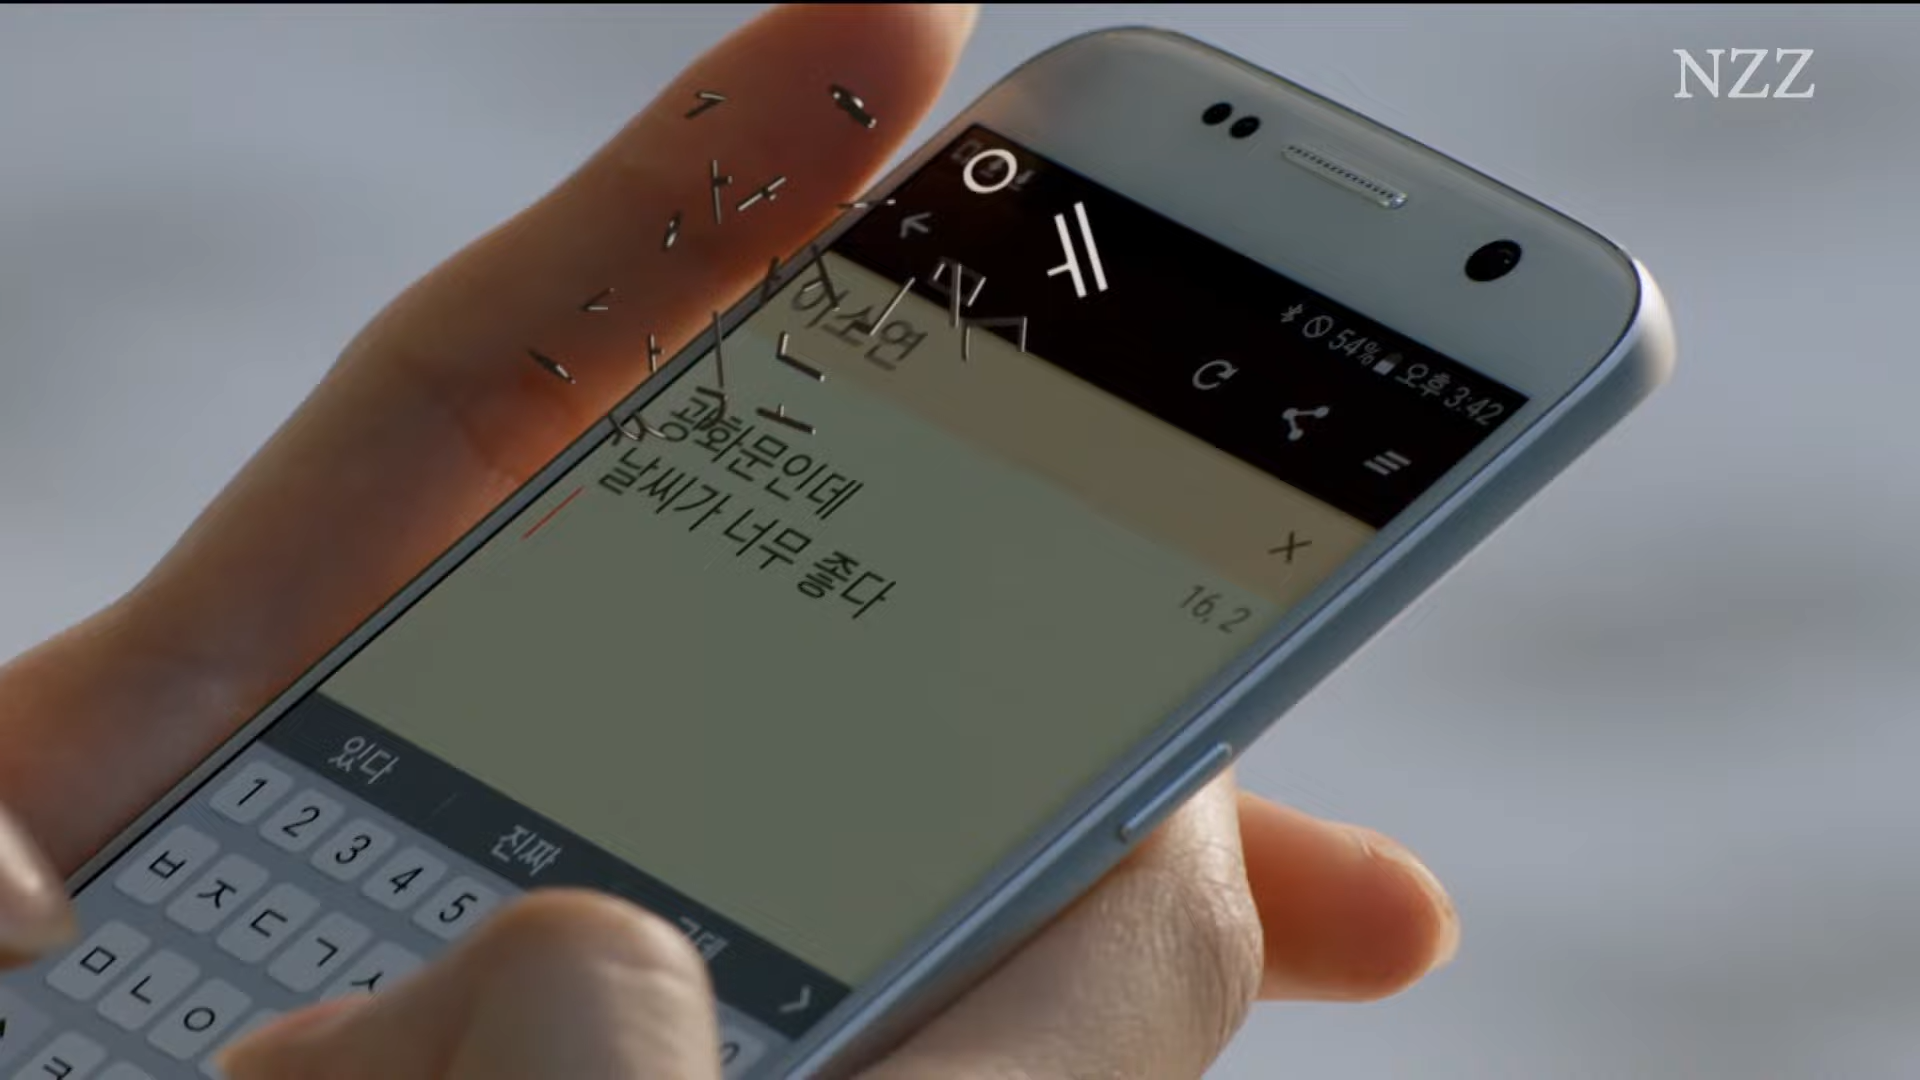 NZZ
54% 오후 3:42
이소연
공화문인데
날씨가 너무 좋다
16, 2
있다
진짜
1 2 3 4 5
ㅂ ㅈ ㄷ ㄱ ㅅ
ㅁ ㄴ ㅇ
ㅋ